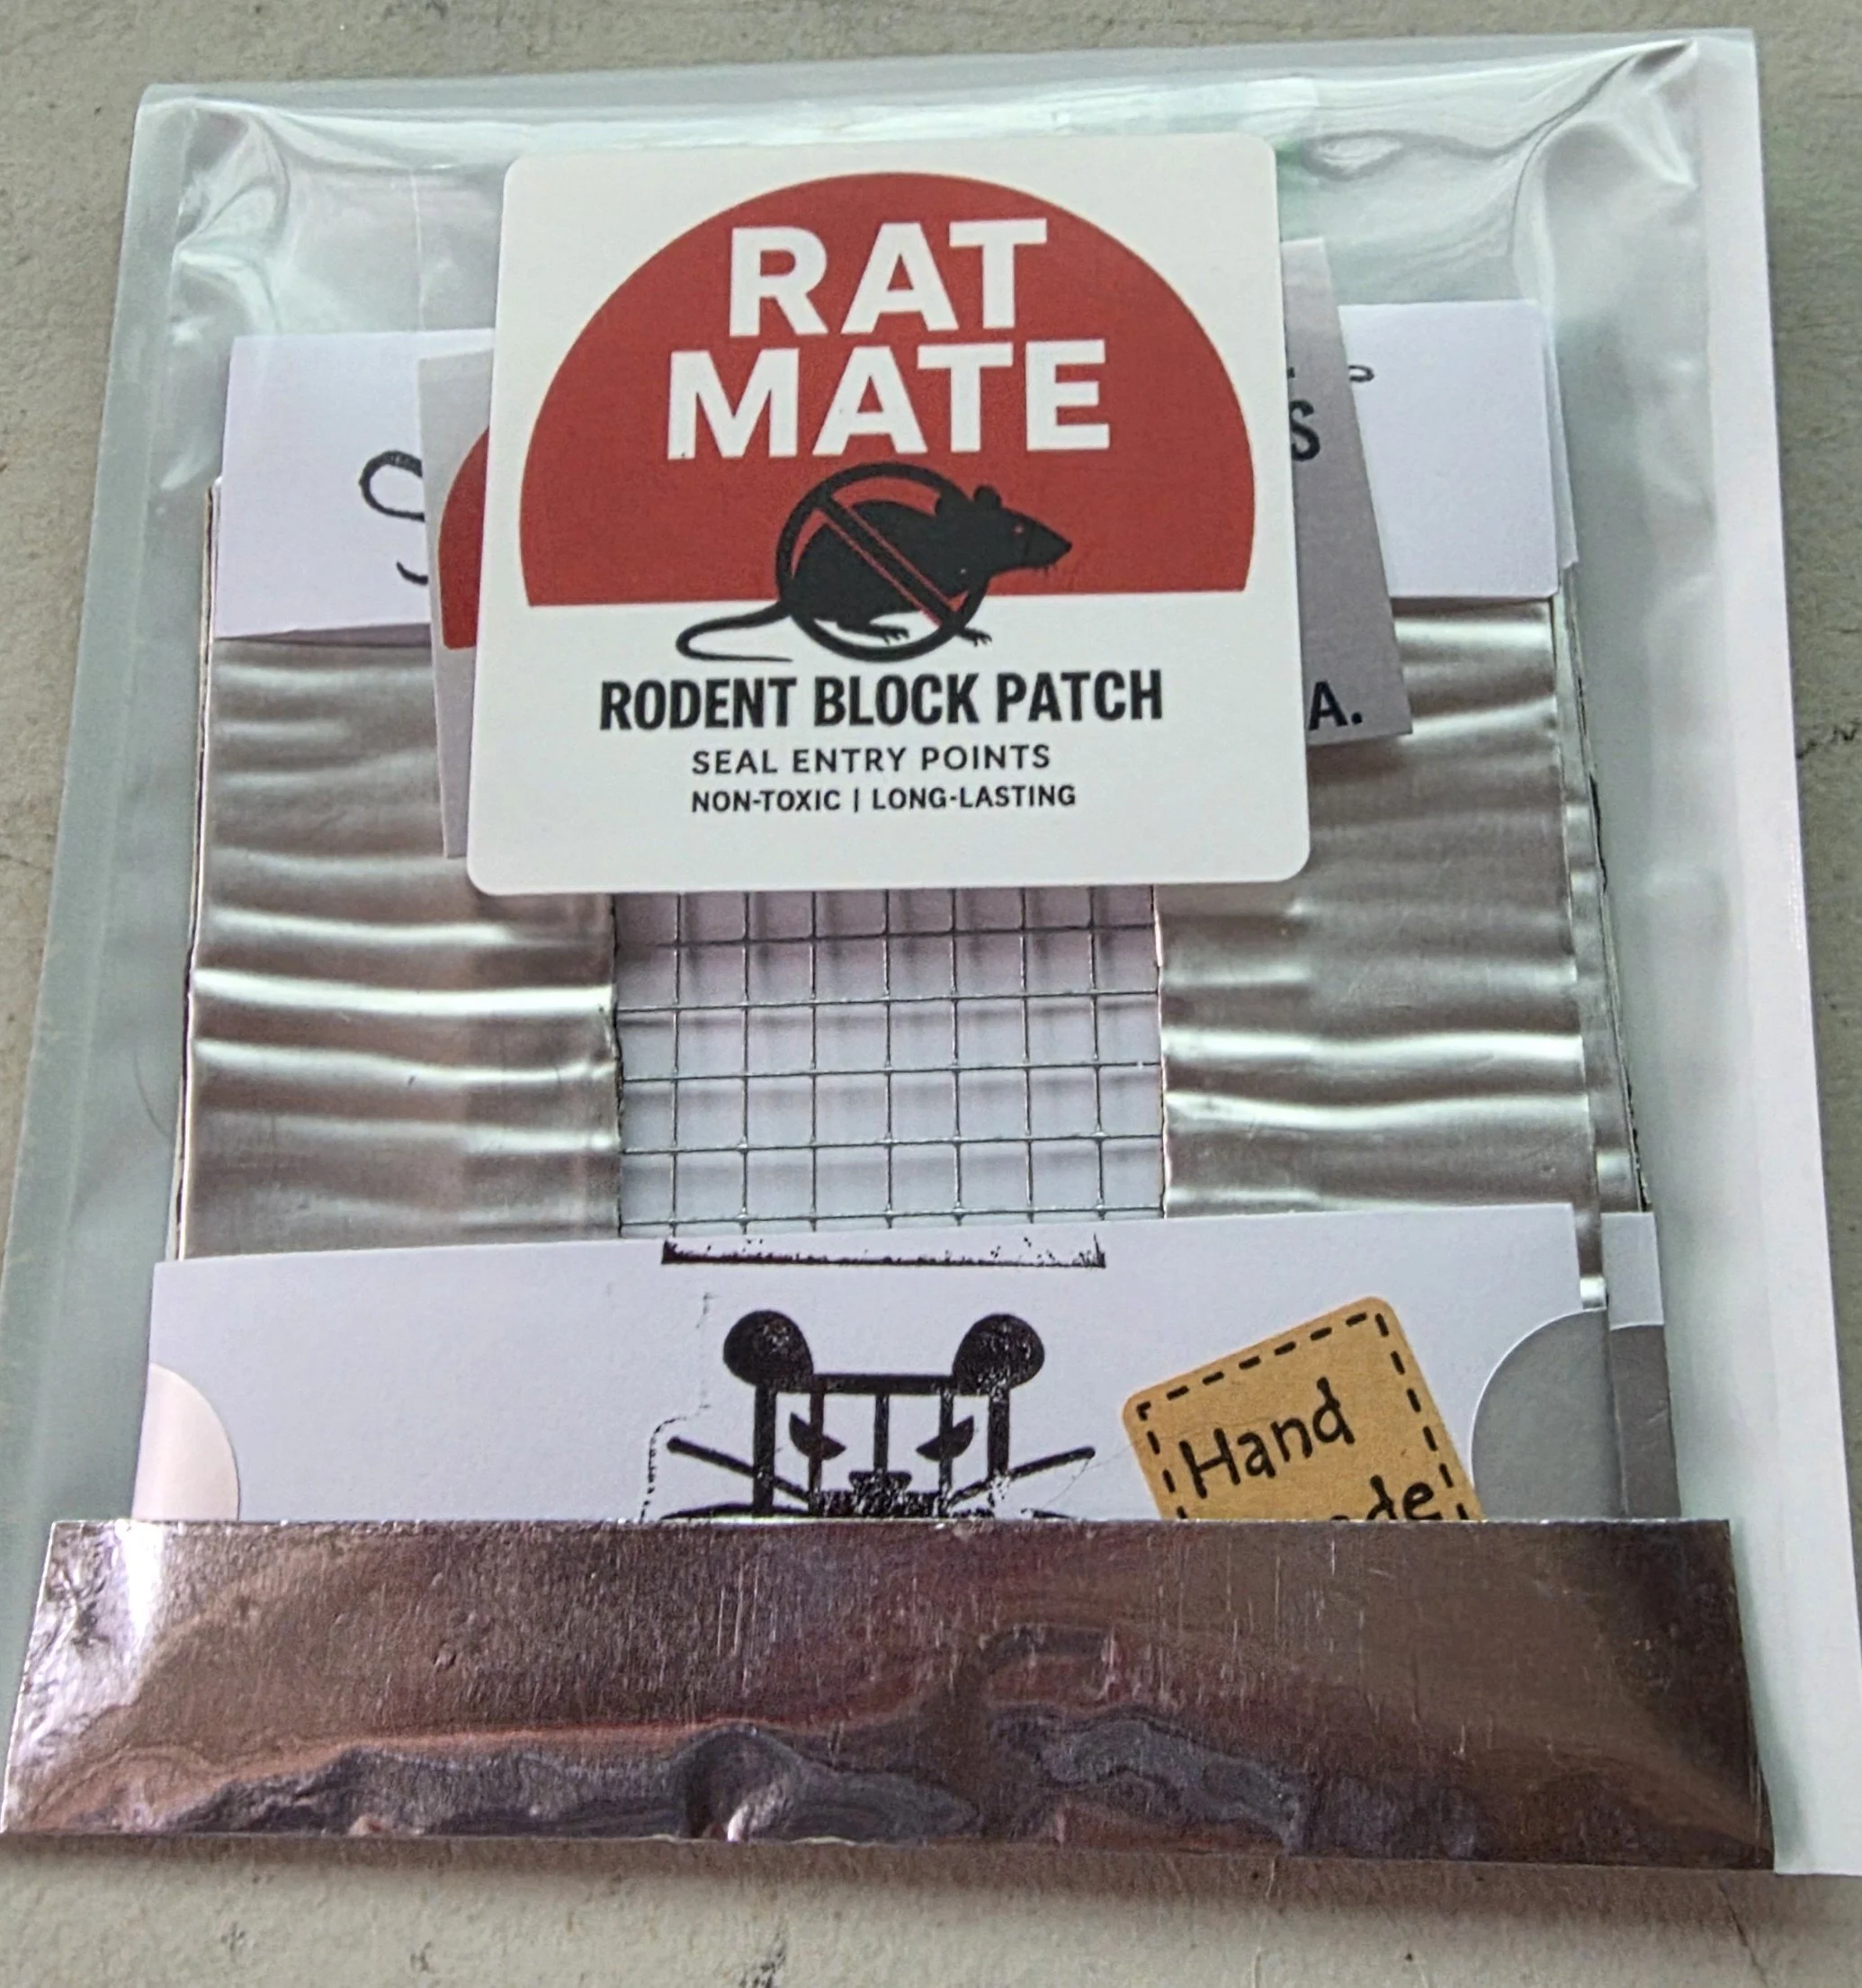 RAT
MATE
RODENT BLOCK PATCH
SEAL ENTRY POINTS
NON-TOXIC | LONG-LASTING
S
S
A.
Hand